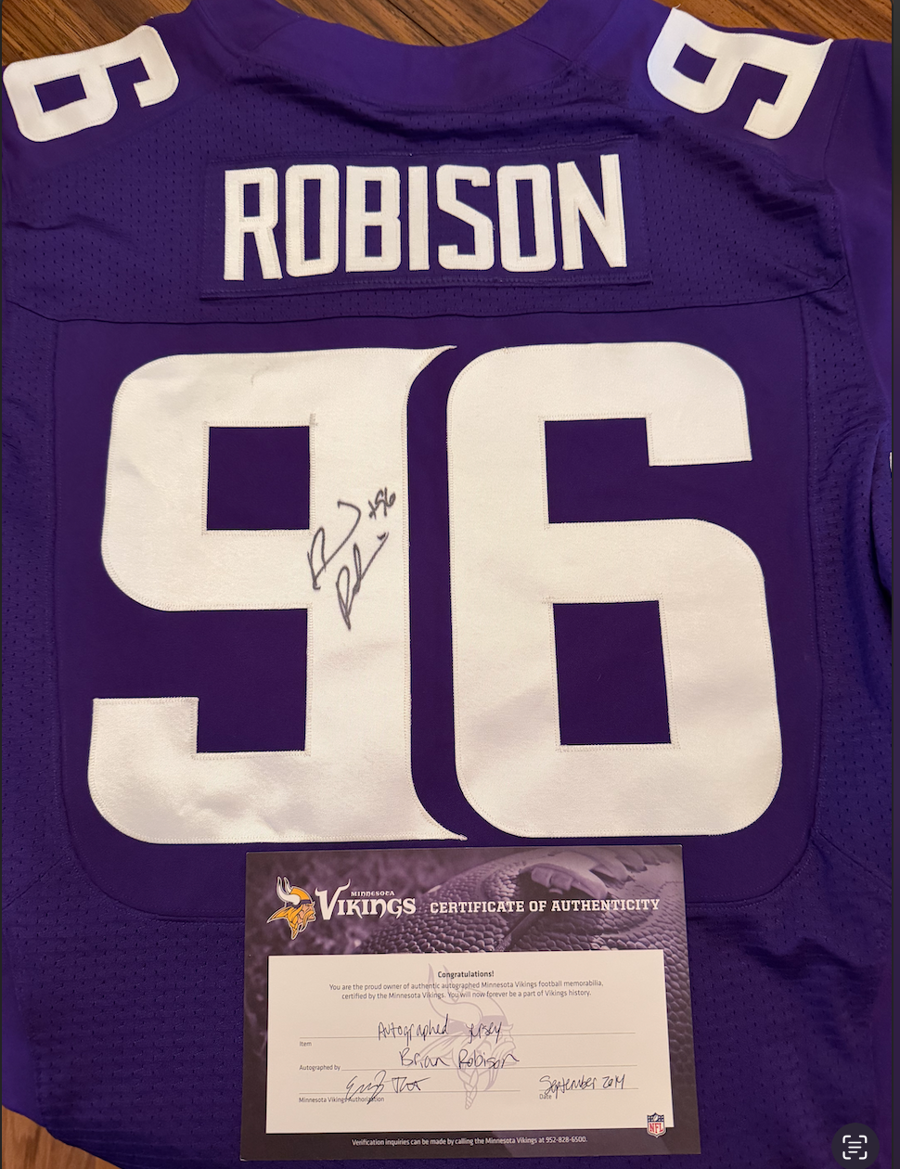 96
96
ROBISON
96
#96
MINNESOTA
VIKINGS CERTIFICATE OF AUTHENTICITY
Congratulations!
You are the proud owner of authentic autographed Minnesota Vikings football memorabilia,
certified by the Minnesota Vikings. You will now forever be a part of Vikings history.
Autographed jersey
Item
Brian Robison
Autographed by
September 2014
Minnesota Vikings Authorization
Date
NFL
Verification inquiries can be made by calling the Minnesota Vikings at 952-828-6500.